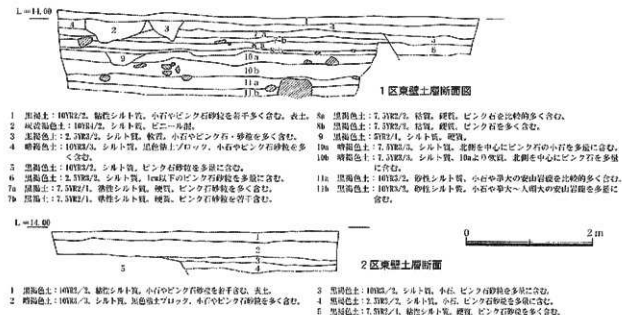 L=14.00
1区東壁土層断面図
1 黒褐色土：10YR2/2、粘性シルト質、小石やピンク石砂粒を若干多く含む、表土。
2 灰黄褐色土：10YR4/2、シルト質、ビニール混。
3 黒褐色土：2.5YR3/2、シルト質、軟質、小石やピンク石・砂粒を多く含む。
4 暗褐色土：10YR3/3、シルト質、黒色粘土ブロック、小石やピンク石砂粒を多く含む。
5 黒褐色土：10YR3/2、シルト質、ピンク石砂粒を多量に含む。
6 黒褐色土：2.5YR3/2、シルト質、1cm以下のピンク石砂粒を多量に含む。
7a 黒褐土：7.5YR2/1、シルト質、硬質、ピンク石砂粒を多く含む。
7b 黒褐土：7.5YR2/1、シルト質、硬質、ピンク石砂粒を若干含む。
8a 黒褐色土：7.5YR2/2、粘質、硬質、ピンク石を比較的多く含む。
8b 黒褐色土：7.5YR2/2、粘質、硬質、ピンク石を多く含む。
9 黒褐色土：5YR2/1、シルト質、硬質。
10a 暗褐色土：7.5YR3/3、シルト質、北側を中心にピンク石の小石を多量に含む。
10b 暗褐色土：7.5YR3/3、シルト質、10aより軟質、北側を中心にピンク石を多量に含む。
11a 黒褐色土：10YR3/2、砂性シルト質、小石や拳大の安山岩礫を比較的多く含む。
11b 黒褐色土：10YR3/2、砂性シルト質、小石や拳大～人頭大の安山岩礫を多量に含む。
L=14.00
0 2m
2区東壁土層断面
1 黒褐色土：10YR2/2、粘性シルト質、小石やピンク石砂粒を若干含む、表土。
2 暗褐色土：10YR3/3、シルト質、黒色粘土ブロック、小石やピンク石砂粒を多く含む。
3 黒褐色土：10YR3/2、シルト質、小石、ピンク石砂粒を多量に含む。
4 黒褐色土：2.5YR3/2、シルト質、小石、ピンク石砂粒を多量に含む。
5 黒褐色土：7.5YR2/1、粘性シルト質、硬質、ピンク石砂粒を多く含む。